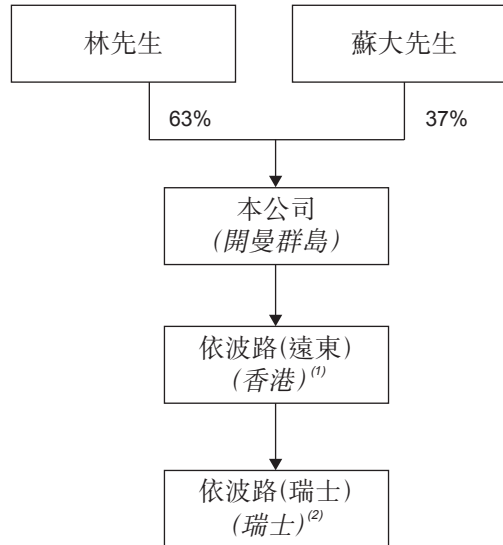 林先生
蘇大先生
63%
37%
本公司
(開曼群島)
依波路(遠東)
(香港)(1)
依波路(瑞士)
(瑞士)(2)